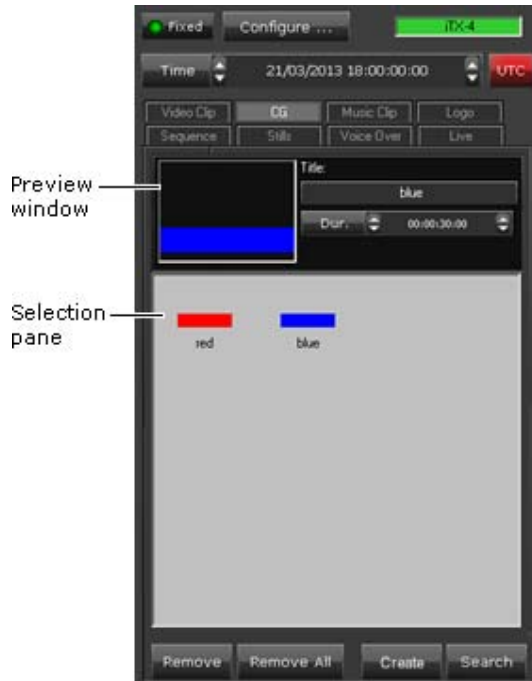 Fixed Configure ... iTX-4
Time 21/03/2013 18:00:00:00 UTC
Video Clip CG Music Clip Logo
Sequence Stills Voice Over Live
Preview window
Title:
blue
Dur. 00:00:30:00
Selection pane
red blue
Remove Remove All Create Search